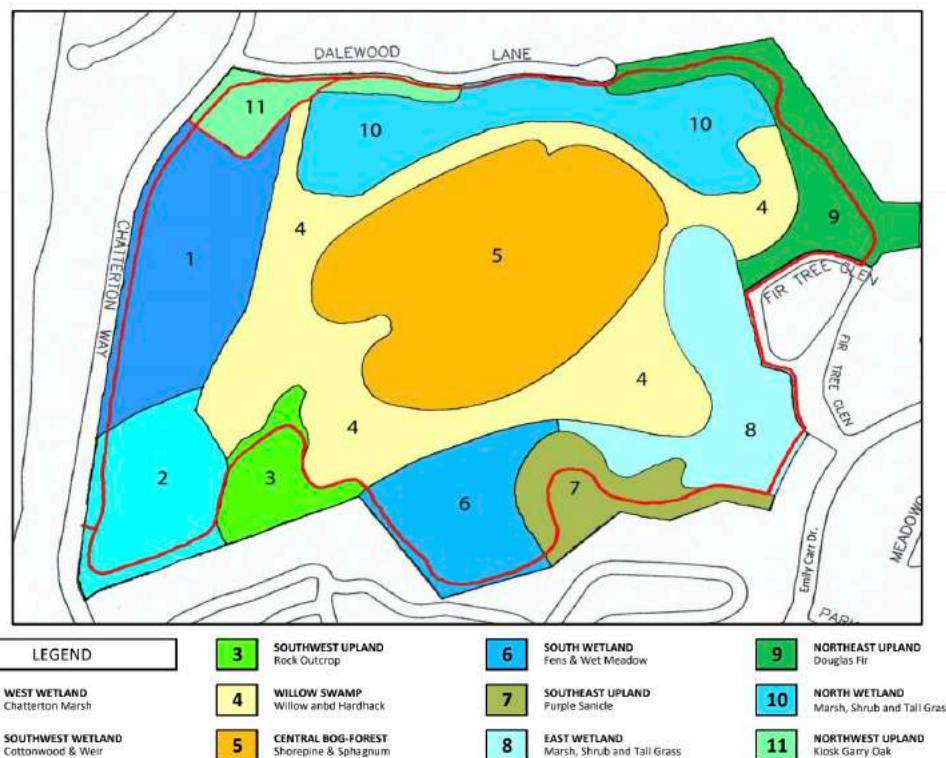 DALEWOOD LANE
11
10
10
4
4
9
5
1
CHATTERTON WAY
FIR TREE GLEN
FIR TREE GLEN
4
8
4
2
3
7
6
Emily Carr Dr.
LEGEND
WEST WETLAND
Chatterton Marsh
SOUTHWEST WETLAND
Cottonwood & Weir
3
SOUTHWEST UPLAND
Rock Outcrop
4
WILLOW SWAMP
Willow anbd Hardhack
5
CENTRAL BOG-FOREST
Shorepine & Sphagnum
6
SOUTH WETLAND
Fens & Wet Meadow
7
SOUTHEAST UPLAND
Purple Sanicle
8
EAST WETLAND
Marsh, Shrub and Tall Grass
9
NORTHEAST UPLAND
Douglas Fir
10
NORTH WETLAND
Marsh, Shrub and Tall Gras
11
NORTHWEST UPLAND
Kiosk Garry Oak